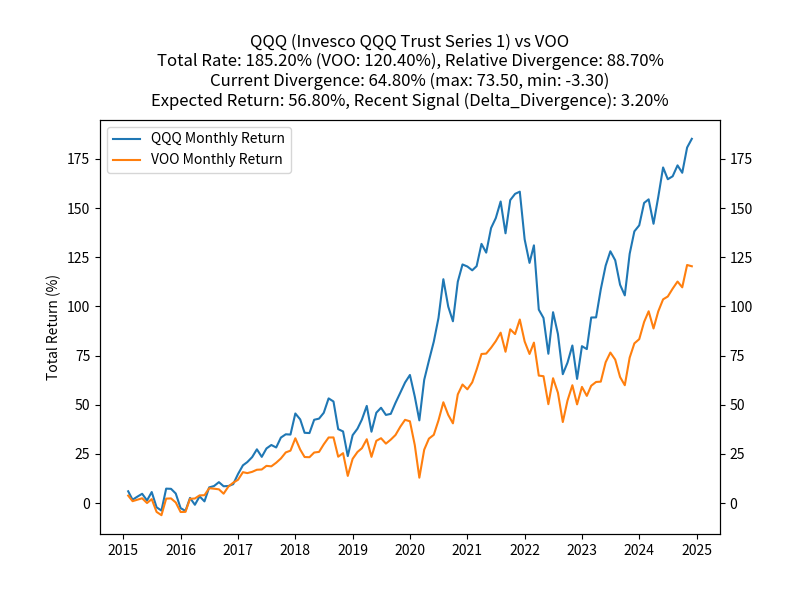 QQQ (Invesco QQQ Trust Series 1) vs VOO
Total Rate: 185.20% (VOO: 120.40%), Relative Divergence: 88.70%
Current Divergence: 64.80% (max: 73.50, min: -3.30)
Expected Return: 56.80%, Recent Signal (Delta_Divergence): 3.20%
QQQ Monthly Return
VOO Monthly Return
Total Return (%)
175
150
125
100
75
50
25
0
175
150
125
100
75
50
25
0
2015 2016 2017 2018 2019 2020 2021 2022 2023 2024 2025